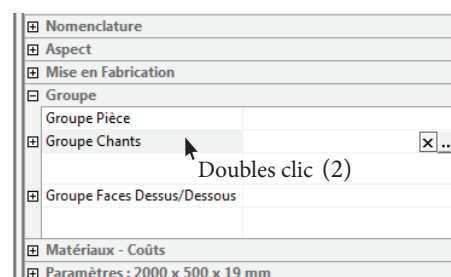 Nomenclature
Aspect
Mise en Fabrication
Groupe
Groupe Pièce
Groupe Chants
Doubles clic (2)
Groupe Faces Dessus/Dessous
Matériaux - Coûts
Paramètres : 2000 x 500 x 19 mm